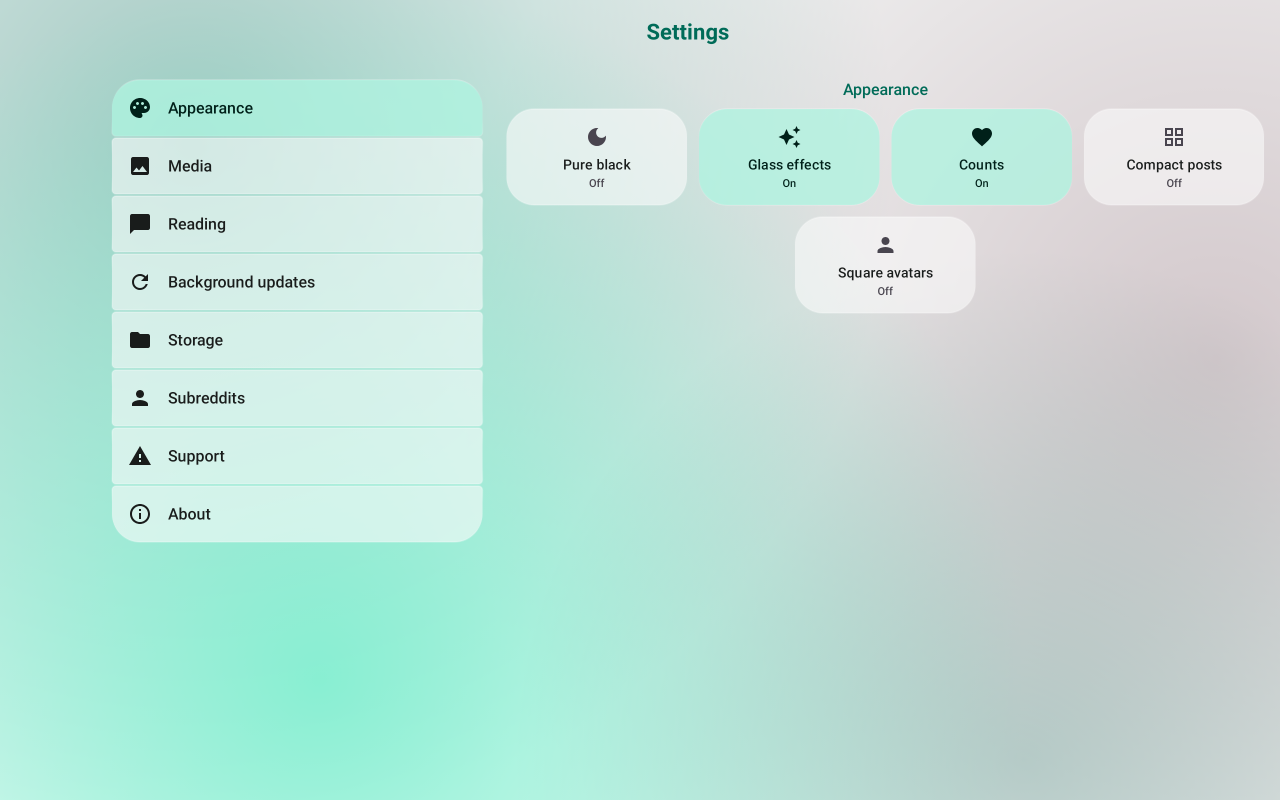 Settings
Appearance
Media
Reading
Background updates
Storage
Subreddits
Support
About
Appearance
Pure black
Off
Glass effects
On
Counts
On
Compact posts
Off
Square avatars
Off